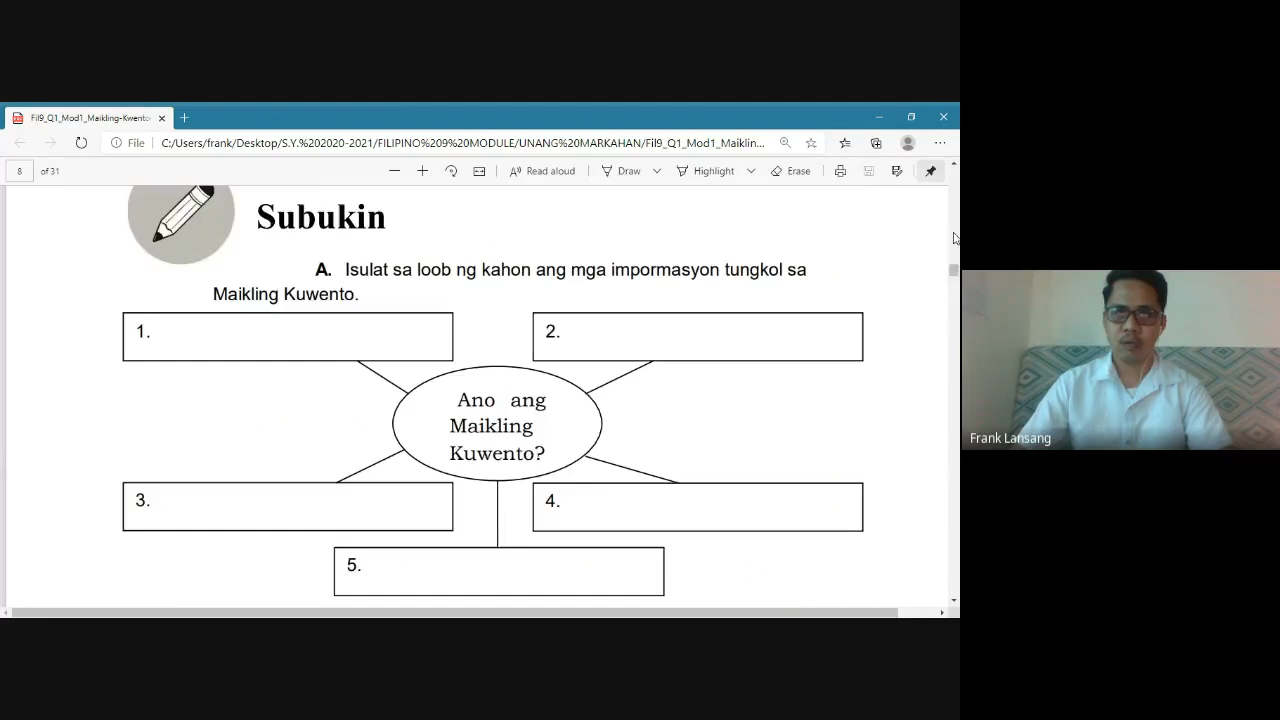 Fil9_Q1_Mod1_Maikling-Kwento
File
C:/Users/frank/Desktop/S.Y.%202020-2021/FILIPINO%209%20MODULE/UNANG%20MARKAHAN/Fil9_Q1_Mod1_Maiklin...
8 of 31
Read aloud
Draw
Highlight
Erase
Subukin
A. Isulat sa loob ng kahon ang mga impormasyon tungkol sa
Maikling Kuwento.
1.
2.
Ano ang
Maikling
Kuwento?
3.
4.
5.
Frank Lansang